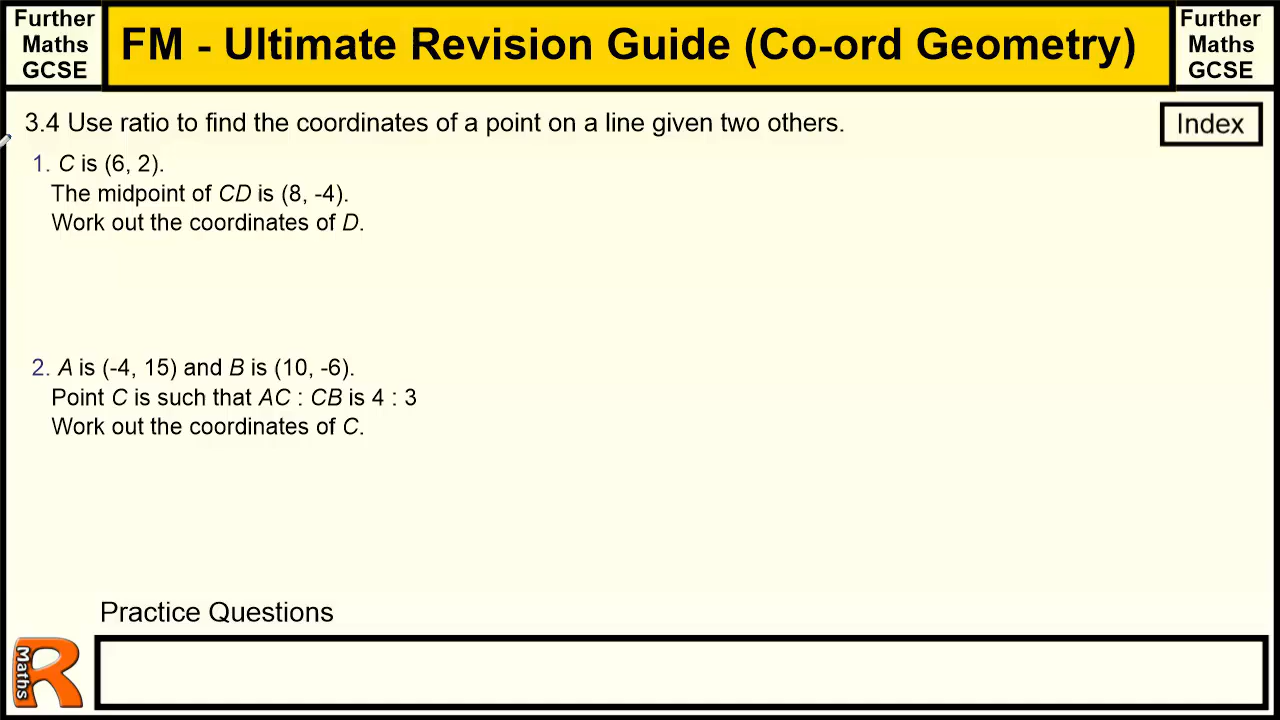 Further
Maths
GCSE
FM - Ultimate Revision Guide (Co-ord Geometry)
Further
Maths
GCSE
3.4 Use ratio to find the coordinates of a point on a line given two others.
Index
1. C is (6, 2).
The midpoint of CD is (8, -4).
Work out the coordinates of D.
2. A is (-4, 15) and B is (10, -6).
Point C is such that AC : CB is 4 : 3
Work out the coordinates of C.
Practice Questions
R
Maths